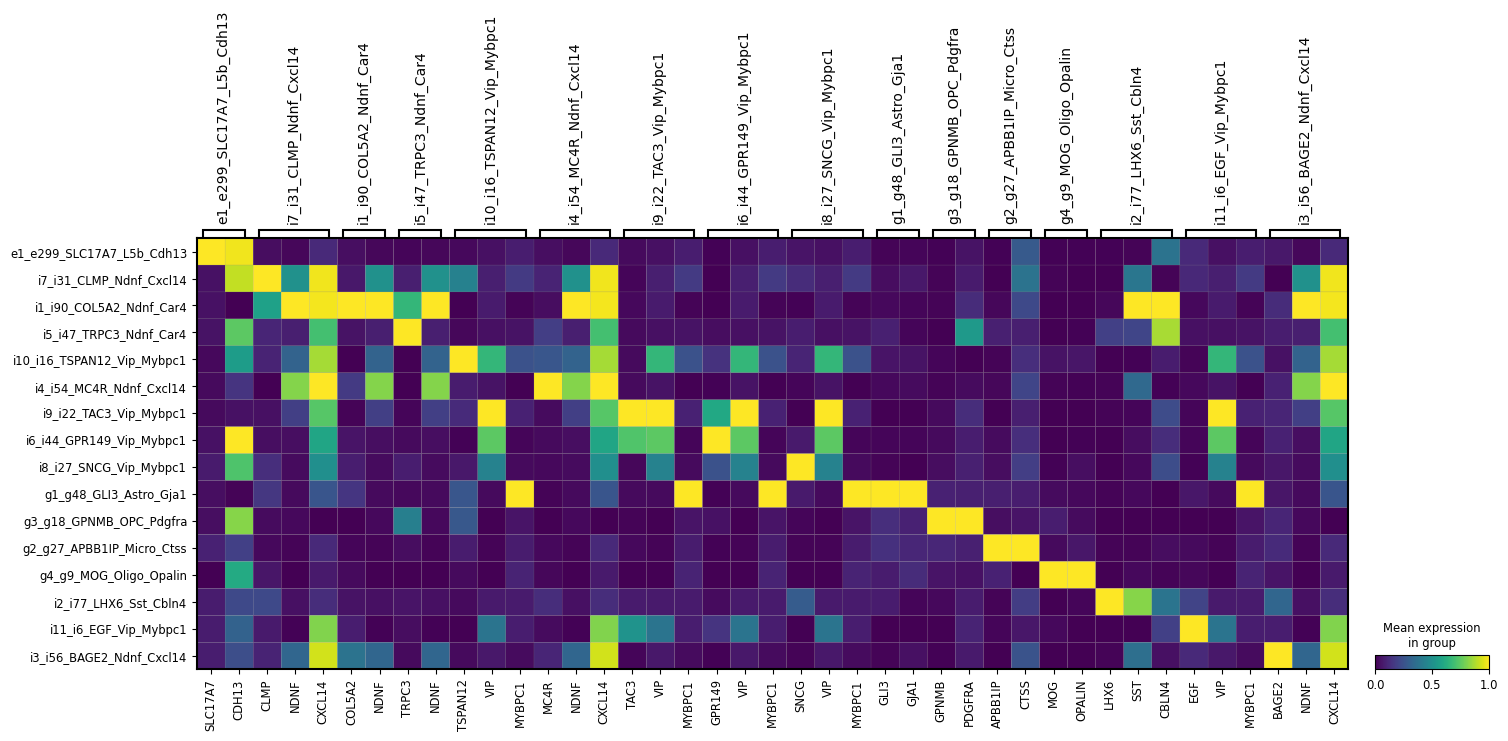 e1_e299_SLC17A7_L5b_Cdh13
i7_i31_CLMP_Ndnf_Cxcl14
i1_i90_COL5A2_Ndnf_Car4
i5_i47_TRPC3_Ndnf_Car4
i10_i16_TSPAN12_Vip_Mybpc1
i4_i54_MC4R_Ndnf_Cxcl14
i9_i22_TAC3_Vip_Mybpc1
i6_i44_GPR149_Vip_Mybpc1
i8_i27_SNCG_Vip_Mybpc1
g1_g48_GLI3_Astro_Gja1
g3_g18_GPNMB_OPC_Pdgfra
g2_g27_APBB1IP_Micro_Ctss
g4_g9_MOG_Oligo_Opalin
i2_i77_LHX6_Sst_Cbln4
i11_i6_EGF_Vip_Mybpc1
i3_i56_BAGE2_Ndnf_Cxcl14
e1_e299_SLC17A7_L5b_Cdh13
i7_i31_CLMP_Ndnf_Cxcl14
i1_i90_COL5A2_Ndnf_Car4
i5_i47_TRPC3_Ndnf_Car4
i10_i16_TSPAN12_Vip_Mybpc1
i4_i54_MC4R_Ndnf_Cxcl14
i9_i22_TAC3_Vip_Mybpc1
i6_i44_GPR149_Vip_Mybpc1
i8_i27_SNCG_Vip_Mybpc1
g1_g48_GLI3_Astro_Gja1
g3_g18_GPNMB_OPC_Pdgfra
g2_g27_APBB1IP_Micro_Ctss
g4_g9_MOG_Oligo_Opalin
i2_i77_LHX6_Sst_Cbln4
i11_i6_EGF_Vip_Mybpc1
i3_i56_BAGE2_Ndnf_Cxcl14
SLC17A7
CDH13
CLMP
NDNF
CXCL14
COL5A2
NDNF
TRPC3
NDNF
TSPAN12
VIP
MYBPC1
MC4R
NDNF
CXCL14
TAC3
VIP
MYBPC1
GPR149
VIP
MYBPC1
SNCG
VIP
MYBPC1
GLI3
GJA1
GPNMB
PDGFRA
APBB1IP
CTSS
MOG
OPALIN
LHX6
SST
CBLN4
EGF
VIP
MYBPC1
BAGE2
NDNF
CXCL14
Mean expression
in group
0.0 0.5 1.0